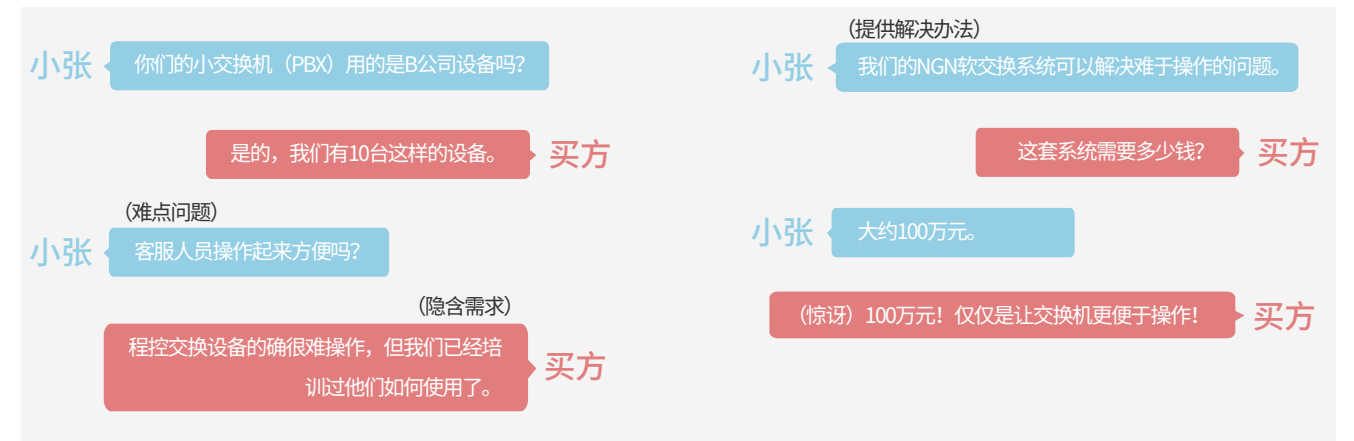 小张
你们的小交换机（PBX）用的是B公司设备吗？
是的，我们有10台这样的设备。
买方
（难点问题）
小张
客服人员操作起来方便吗？
（隐含需求）
程控交换设备的确很难操作，但我们已经培
训过他们如何使用了。
买方
（提供解决办法）
小张
我们的NGN软交换系统可以解决难于操作的问题。
这套系统需要多少钱？
买方
小张
大约100万元。
（惊讶）100万元！仅仅是让交换机更便于操作！
买方